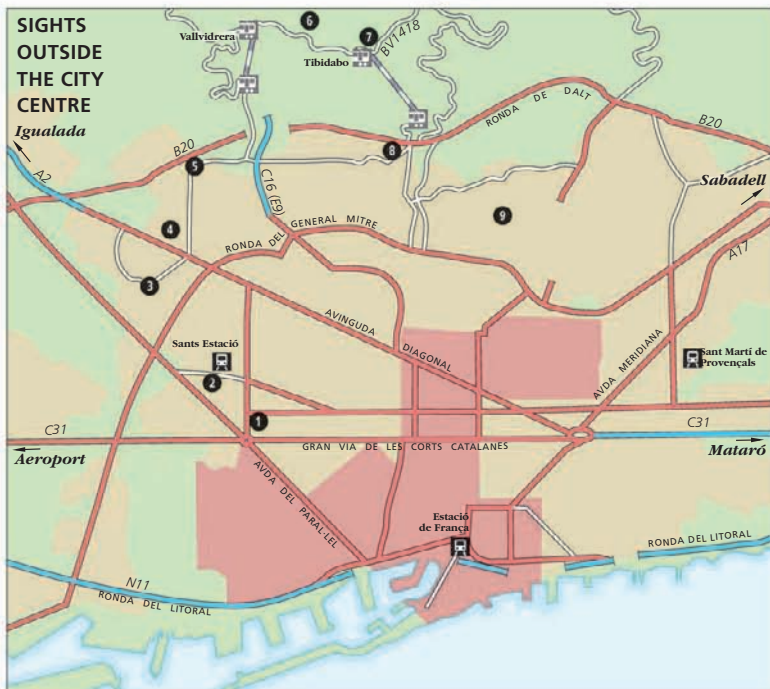 SIGHTS
OUTSIDE
THE CITY
CENTRE
Vallvidrera
6
7
BV1418
Tibidabo
Igualada
B20
A2
5
C16 (E9)
8
RONDA DE DALT
B20
Sabadell
A17
4
3
RONDA DEL GENERAL MITRE
9
AVINGUDA DIAGONAL
Sants Estació
2
1
AVDA MERIDIANA
Sant Martí de
Provençals
C31
Aeroport
GRAN VIA DE LES CORTS CATALANES
C31
Mataró
AVDA DEL PARAL·LEL
Estació
de França
RONDA DEL LITORAL
N11
RONDA DEL LITORAL